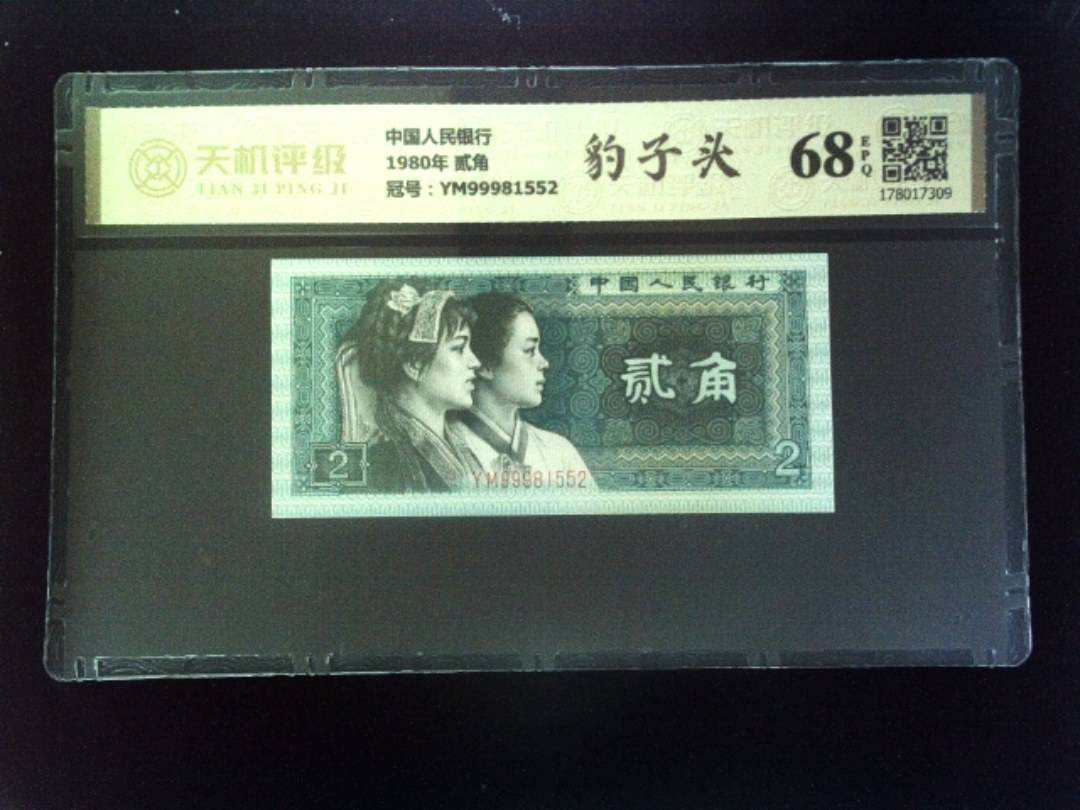 天机评级
TIAN JI PING JI
中国人民银行
1980年 贰角
冠号：YM99981552
豹子头
68
EPQ
178017309
中国人民银行
贰角
2
2
YM99981552